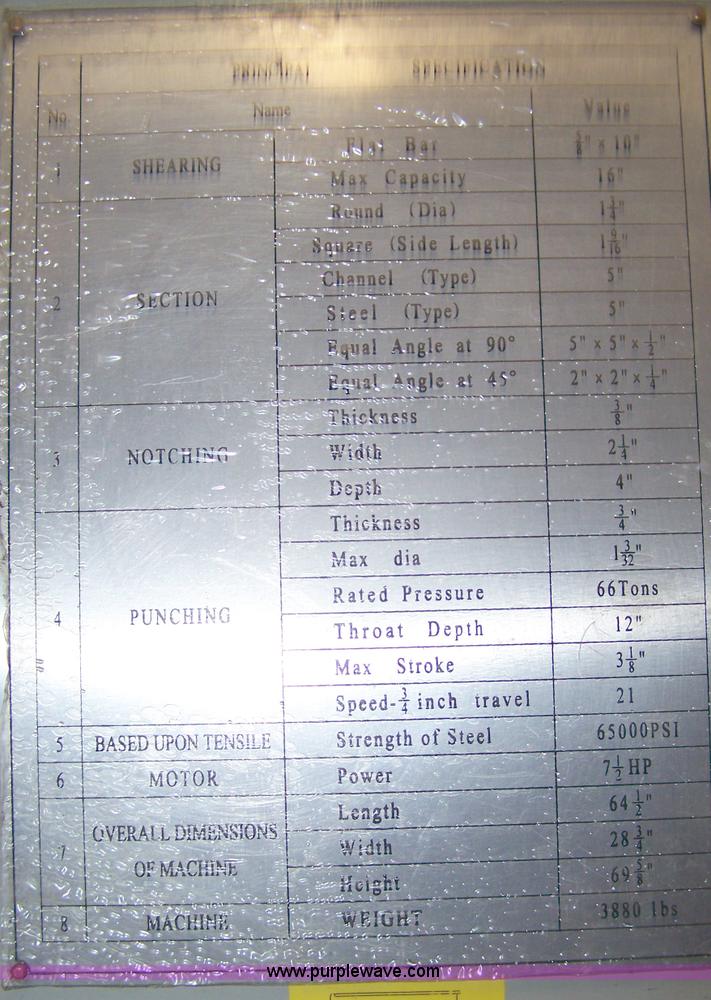 PRINCIPAL SPECIFICATION
No Name Value
1 SHEARING Flat Bar 5/8" x 10"
Max Capacity 16"
2 SECTION Round (Dia) 1 3/4"
Square (Side Length) 1 9/16"
Channel (Type) 5"
Steel (Type) 5"
Equal Angle at 90° 5" x 5" x 1/2"
Equal Angle at 45° 2" x 2" x 1/4"
3 NOTCHING Thickness 3/8"
Width 2 1/4"
Depth 4"
4 PUNCHING Thickness 3/4"
Max dia 1 3/32"
Rated Pressure 66Tons
Throat Depth 12"
Max Stroke 3 1/8"
Speed-3/4 inch travel 21
5 BASED UPON TENSILE Strength of Steel 65000PSI
6 MOTOR Power 7 1/2 HP
7 OVERALL DIMENSIONS OF MACHINE Length 64 1/2"
Width 28 3/4"
Height 69 5/8"
8 MACHINE WEIGHT 3880 lbs
www.purplewave.com